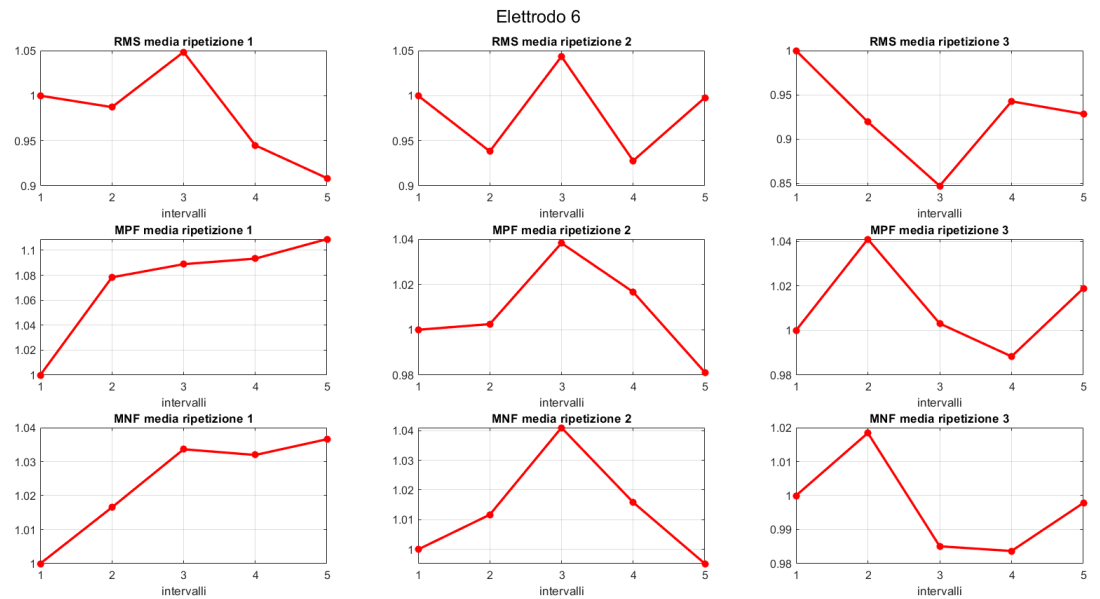 Elettrodo 6
RMS media ripetizione 1
1.05
1
0.95
0.9
1 2 3 4 5
intervalli
RMS media ripetizione 2
1.05
1
0.95
0.9
1 2 3 4 5
intervalli
RMS media ripetizione 3
1
0.95
0.9
0.85
1 2 3 4 5
intervalli
MPF media ripetizione 1
1.1
1.08
1.06
1.04
1.02
1
1 2 3 4 5
intervalli
MPF media ripetizione 2
1.04
1.02
1
0.98
1 2 3 4 5
intervalli
MPF media ripetizione 3
1.04
1.02
1
0.98
1 2 3 4 5
intervalli
MNF media ripetizione 1
1.04
1.03
1.02
1.01
1
1 2 3 4 5
intervalli
MNF media ripetizione 2
1.04
1.03
1.02
1.01
1
1 2 3 4 5
intervalli
MNF media ripetizione 3
1.02
1.01
1
0.99
0.98
1 2 3 4 5
intervalli